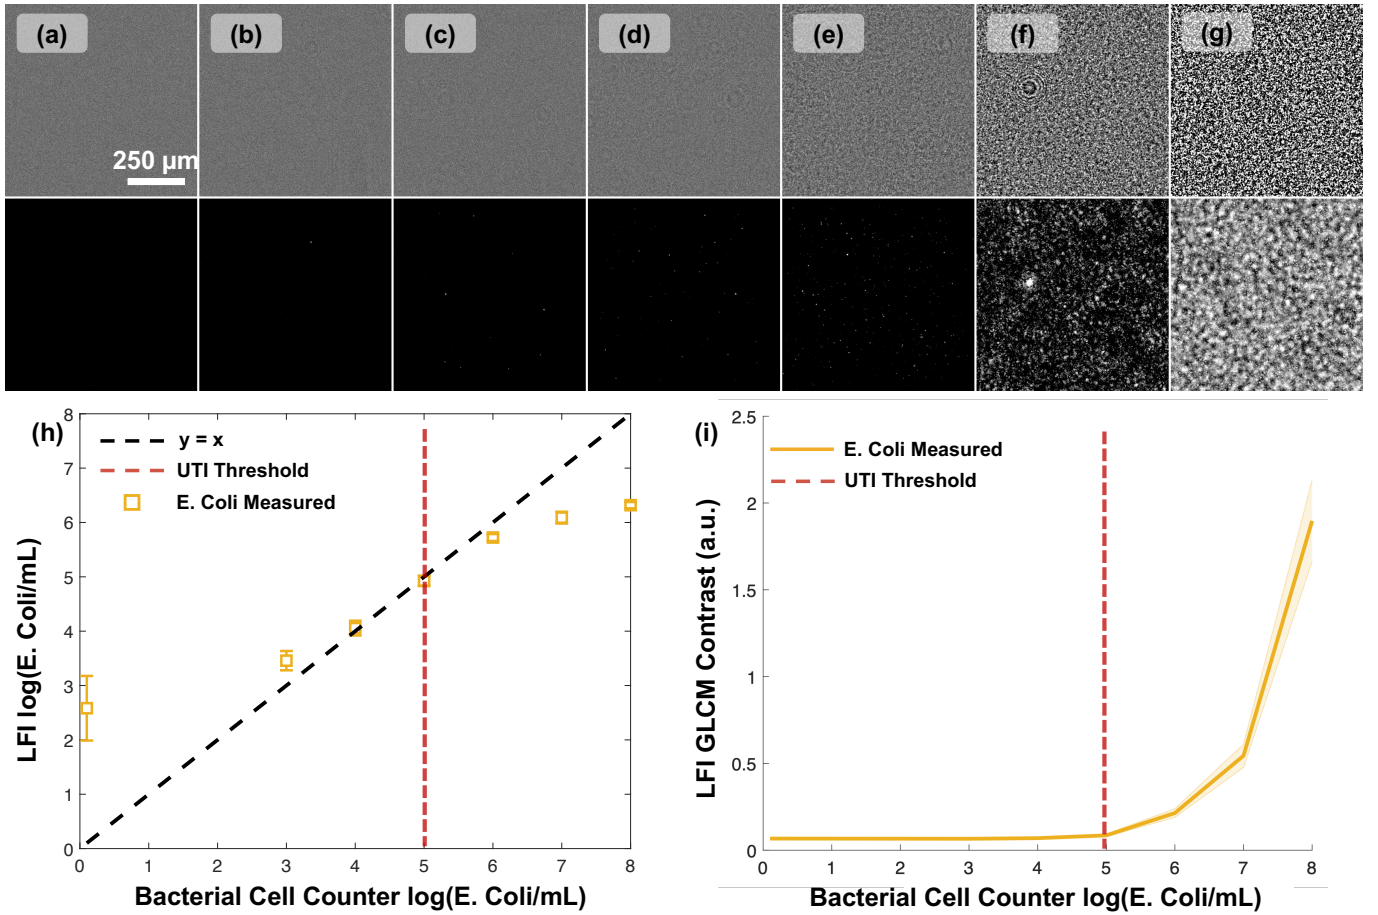 (a)
(b)
(c)
(d)
(e)
(f)
(g)
250 µm
(h)
8
7
6
5
4
3
2
1
0
LFI log(E. Coli/mL)
y = x
UTI Threshold
E. Coli Measured
0
1
2
3
4
5
6
7
8
Bacterial Cell Counter log(E. Coli/mL)
(i)
2.5
2
1.5
1
0.5
0
LFI GLCM Contrast (a.u.)
E. Coli Measured
UTI Threshold
0
1
2
3
4
5
6
7
8
Bacterial Cell Counter log(E. Coli/mL)